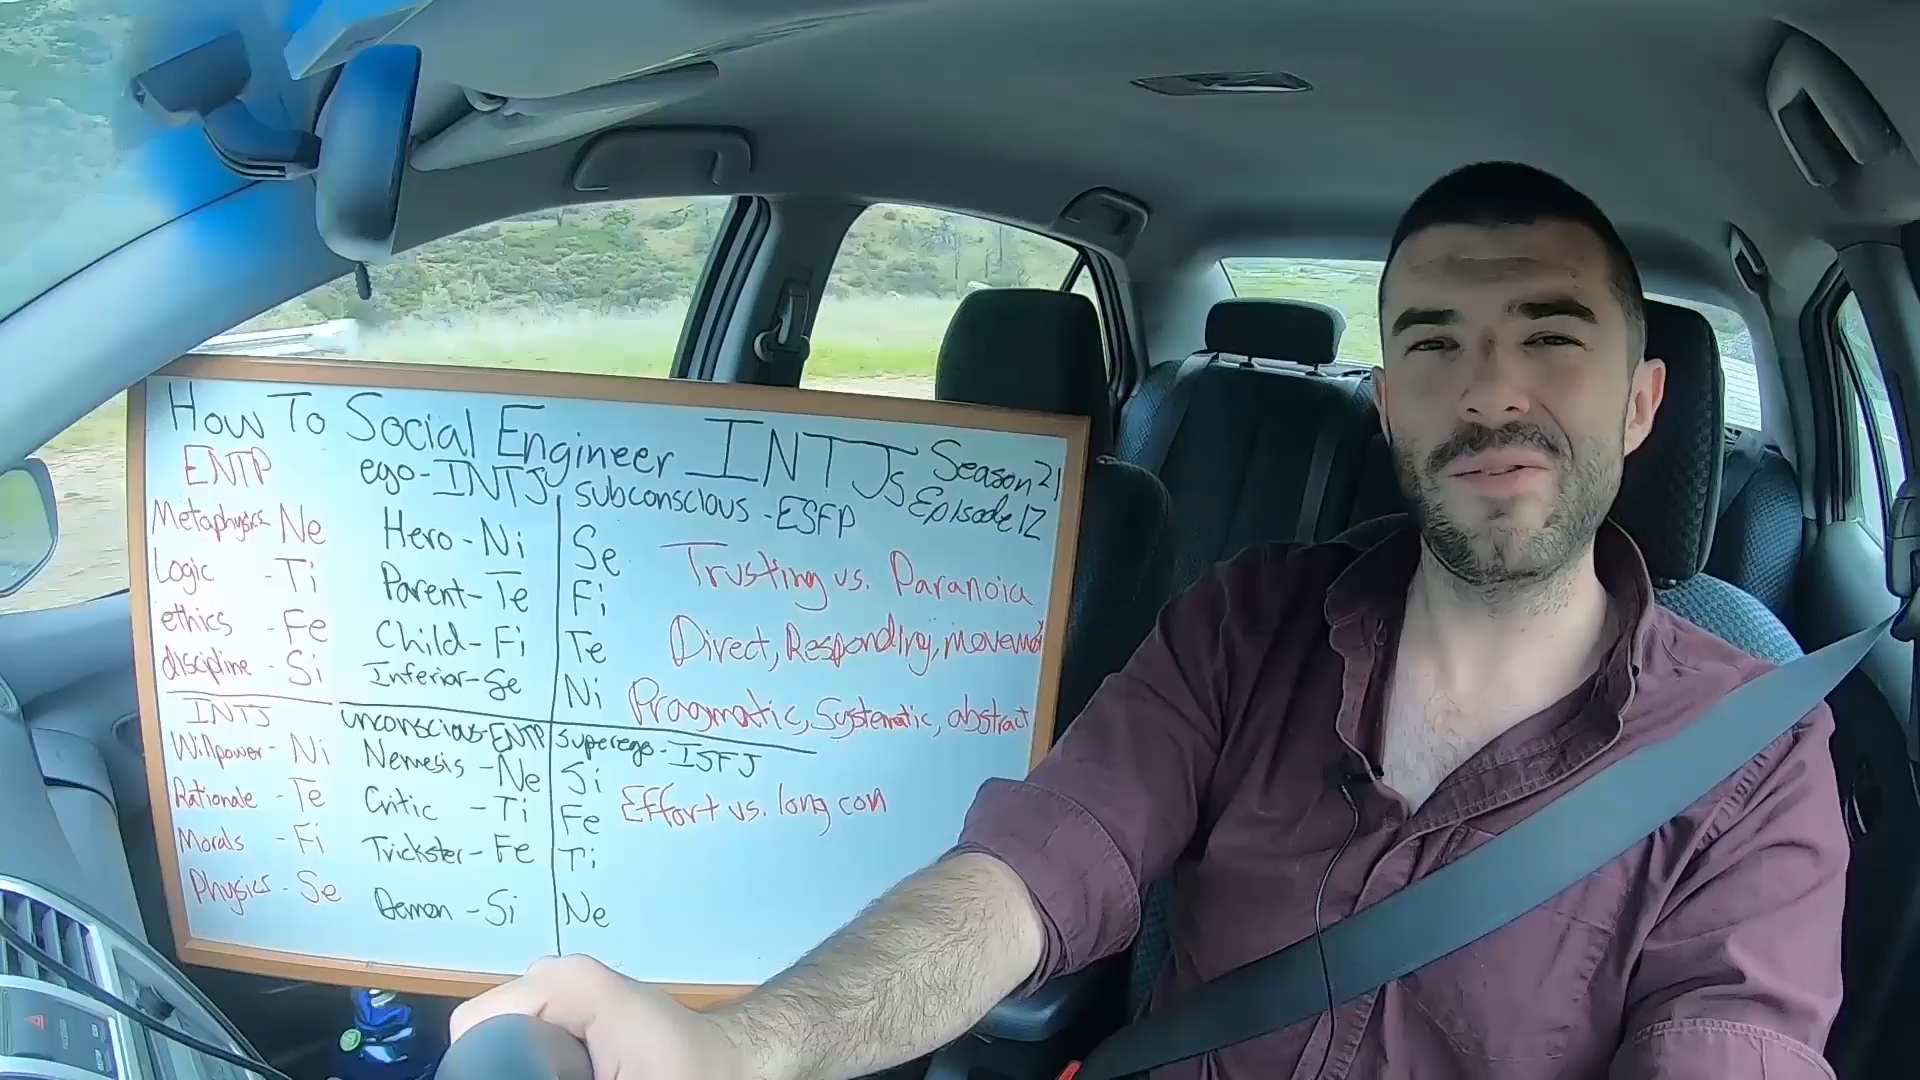 How To Social Engineer INTJs
Season 21
Episode 12
ENTP
Metaphysics Ne
Logic - Ti
ethics - Fe
discipline - Si
INTJ
Willpower - Ni
Rationale - Te
Morals - Fi
Physics - Se
ego - INTJ
Hero - Ni
Parent - Te
Child - Fi
Inferior - Se
subconscious - ESFP
Se
Fi
Te
Ni
unconscious - ENTP
Nemesis - Ne
Critic - Ti
Trickster - Fe
Demon - Si
Superego - ISFJ
Si
Fe
Ti
Ne
Trusting vs. Paranoia
Direct, Responding, movement
Pragmatic, Systematic, abstract
Effort vs. long con